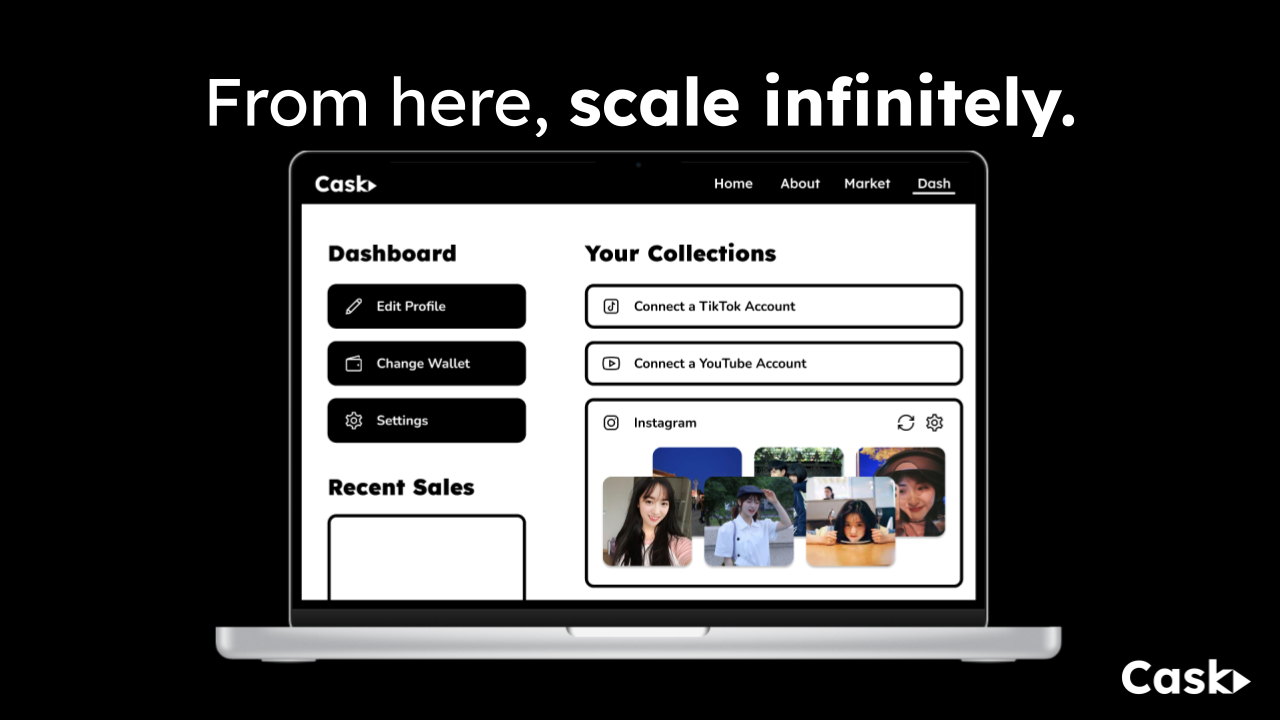 From here, scale infinitely.
Cask
Home About Market Dash
Dashboard
Edit Profile
Change Wallet
Settings
Recent Sales
Your Collections
Connect a TikTok Account
Connect a YouTube Account
Instagram
Cask